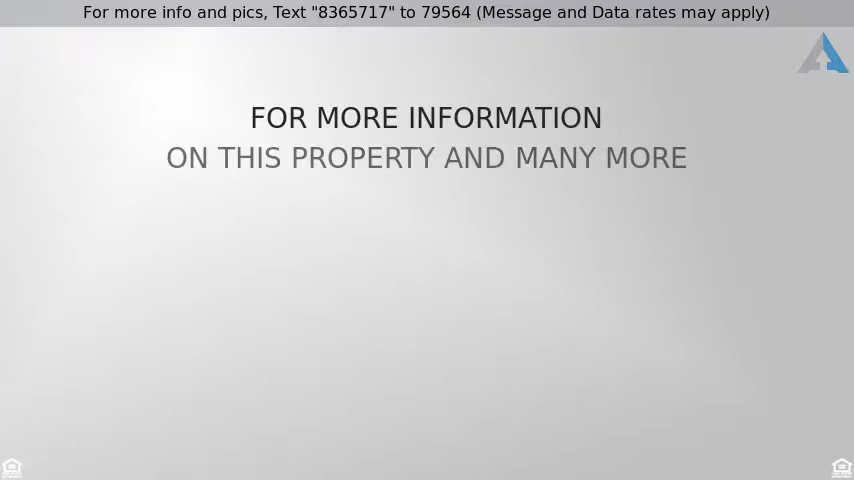 For more info and pics, Text "8365717" to 79564 (Message and Data rates may apply)
FOR MORE INFORMATION
ON THIS PROPERTY AND MANY MORE